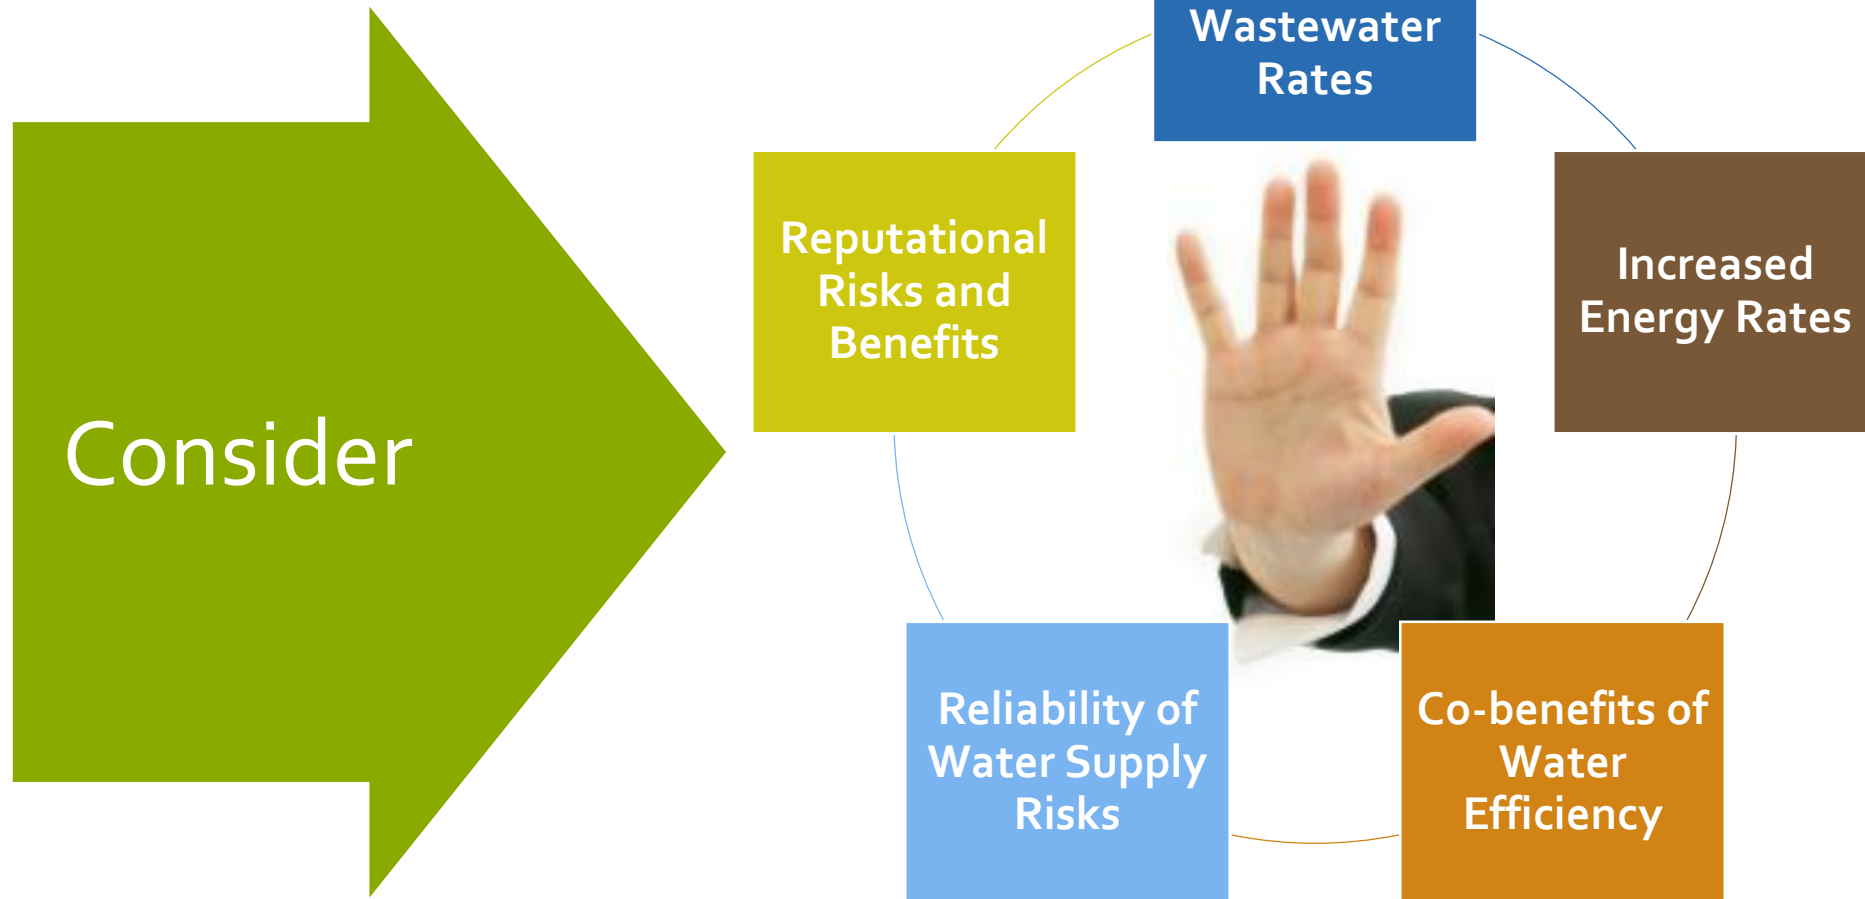 Consider
Wastewater
Rates
Increased
Energy Rates
Co-benefits of
Water
Efficiency
Reliability of
Water Supply
Risks
Reputational
Risks and
Benefits